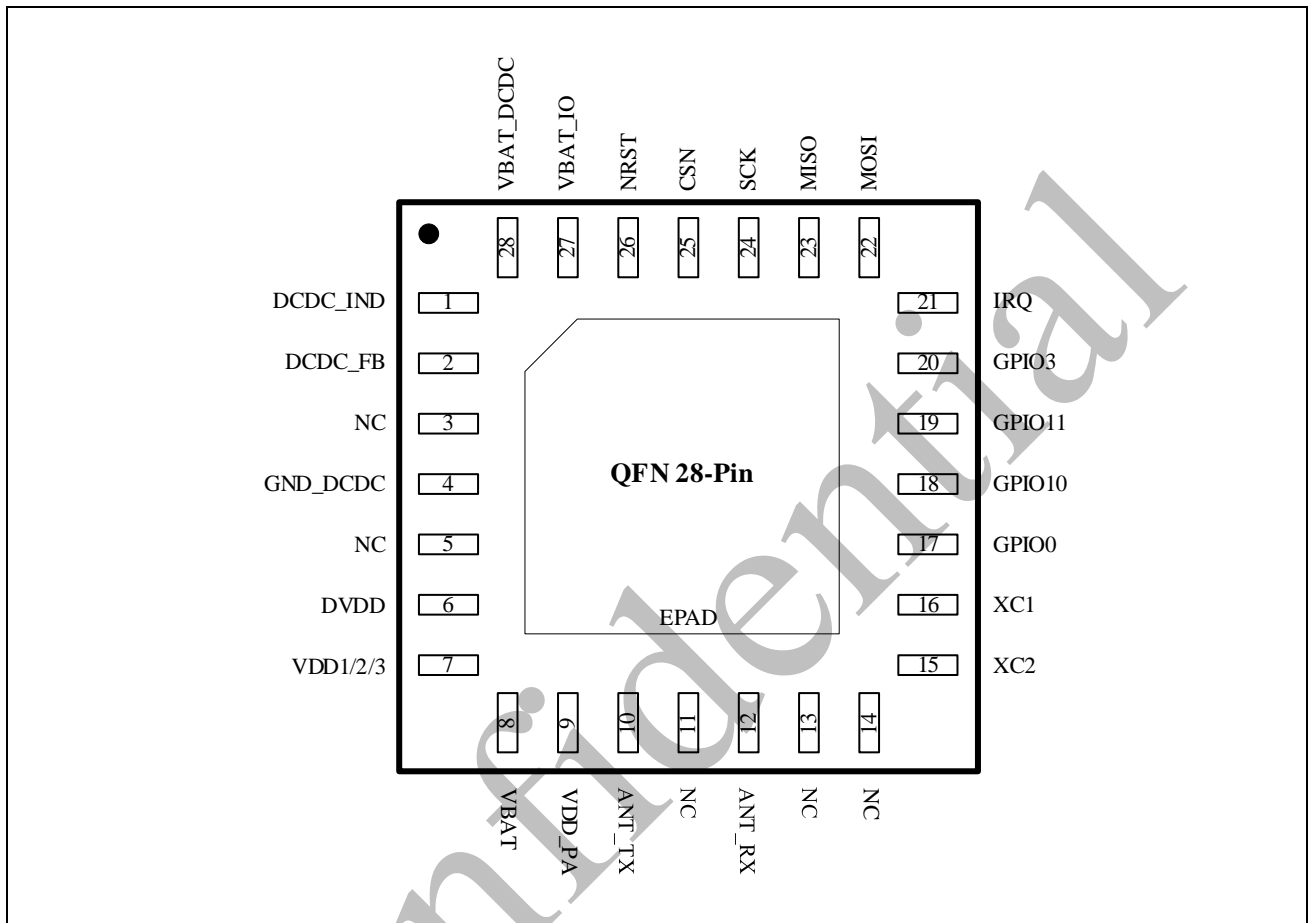 VBAT_DCDC
VBAT_IO
NRST
CSN
SCK
MISO
MOSI
28
27
26
25
24
23
22
DCDC_IND
1
21
IRQ
DCDC_FB
2
20
GPIO3
NC
3
19
GPIO11
GND_DCDC
4
QFN 28-Pin
18
GPIO10
NC
5
17
GPIO0
DVDD
6
EPAD
16
XC1
VDD1/2/3
7
15
XC2
8
9
10
11
12
13
14
VBAT
VDD_PA
ANT_TX
NC
ANT_RX
NC
NC
nfidential